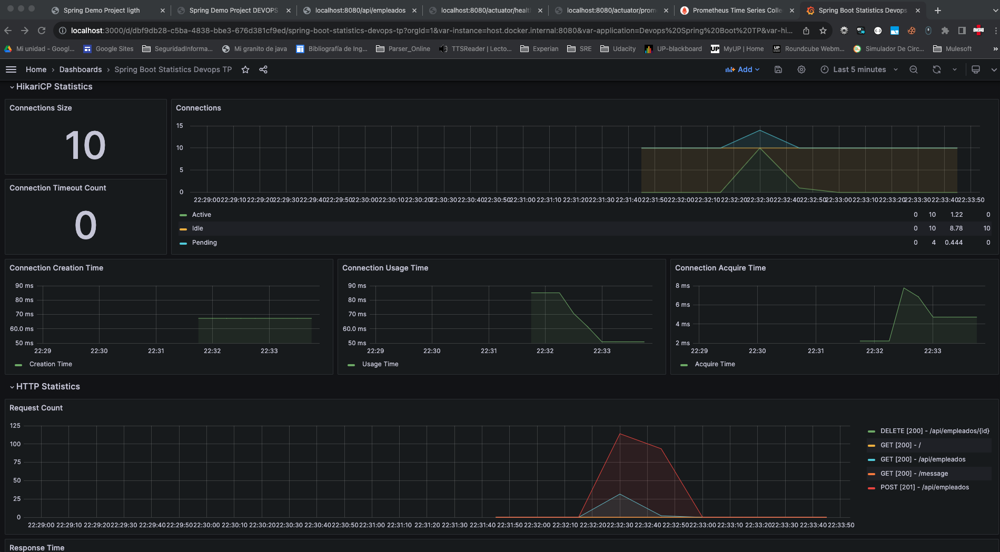 Spring Demo Project ligth
Spring Demo Project DEVOPS
localhost:8080/api/empleados
localhost:8080/actuator/healt
localhost:8080/actuator/prom
Prometheus Time Series Colle
Spring Boot Statistics Devops
localhost:3000/d/dbf9db28-c5ba-4838-bbe3-676d381cf9ed/spring-boot-statistics-devops-tp?orgId=1&var-instance=host.docker.internal:8080&var-application=Devops%20Spring%20Boot%20TP&var-hi...
Mi unidad - Googl... Google Sites SeguridadInforma... Mi granito de java Bibliografía de Ing... Parser_Online TTSReader | Lecto... Experian SRE Udacity UP-blackboard UP MyUP | Home UP Roundcube Webm... Simulador De Circ... Mulesoft »
Home › Dashboards › Spring Boot Statistics Devops TP Add Last 5 minutes
HikariCP Statistics
Connections Size
10
Connection Timeout Count
0
Connections
15
10
5
0
22:29:00 22:29:10 22:29:20 22:29:30 22:29:40 22:29:50 22:30:00 22:30:10 22:30:20 22:30:30 22:30:40 22:30:50 22:31:00 22:31:10 22:31:20 22:31:30 22:31:40 22:31:50 22:32:00 22:32:10 22:32:20 22:32:30 22:32:40 22:32:50 22:33:00 22:33:10 22:33:20 22:33:30 22:33:40 22:33:50
Active 0 10 1.22 0
Idle 0 10 8.78 10
Pending 0 4 0.444 0
Connection Creation Time
90 ms
80 ms
70 ms
60.0 ms
50 ms
22:29 22:30 22:31 22:32 22:33
Creation Time
Connection Usage Time
90 ms
80 ms
70 ms
60.0 ms
50 ms
22:29 22:30 22:31 22:32 22:33
Usage Time
Connection Acquire Time
8 ms
6 ms
4 ms
2 ms
22:29 22:30 22:31 22:32 22:33
Acquire Time
HTTP Statistics
Request Count
125
100
75
50
25
0
22:29:00 22:29:10 22:29:20 22:29:30 22:29:40 22:29:50 22:30:00 22:30:10 22:30:20 22:30:30 22:30:40 22:30:50 22:31:00 22:31:10 22:31:20 22:31:30 22:31:40 22:31:50 22:32:00 22:32:10 22:32:20 22:32:30 22:32:40 22:32:50 22:33:00 22:33:10 22:33:20 22:33:30 22:33:40 22:33:50
DELETE [200] - /api/empleados/{id}
GET [200] - /
GET [200] - /api/empleados
GET [200] - /message
POST [201] - /api/empleados
Response Time